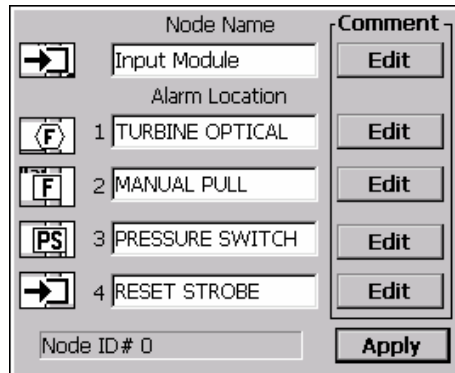 Node Name Comment
Input Module Edit
Alarm Location
F 1 TURBINE OPTICAL Edit
F 2 MANUAL PULL Edit
PS 3 PRESSURE SWITCH Edit
4 RESET STROBE Edit
Node ID# 0 Apply